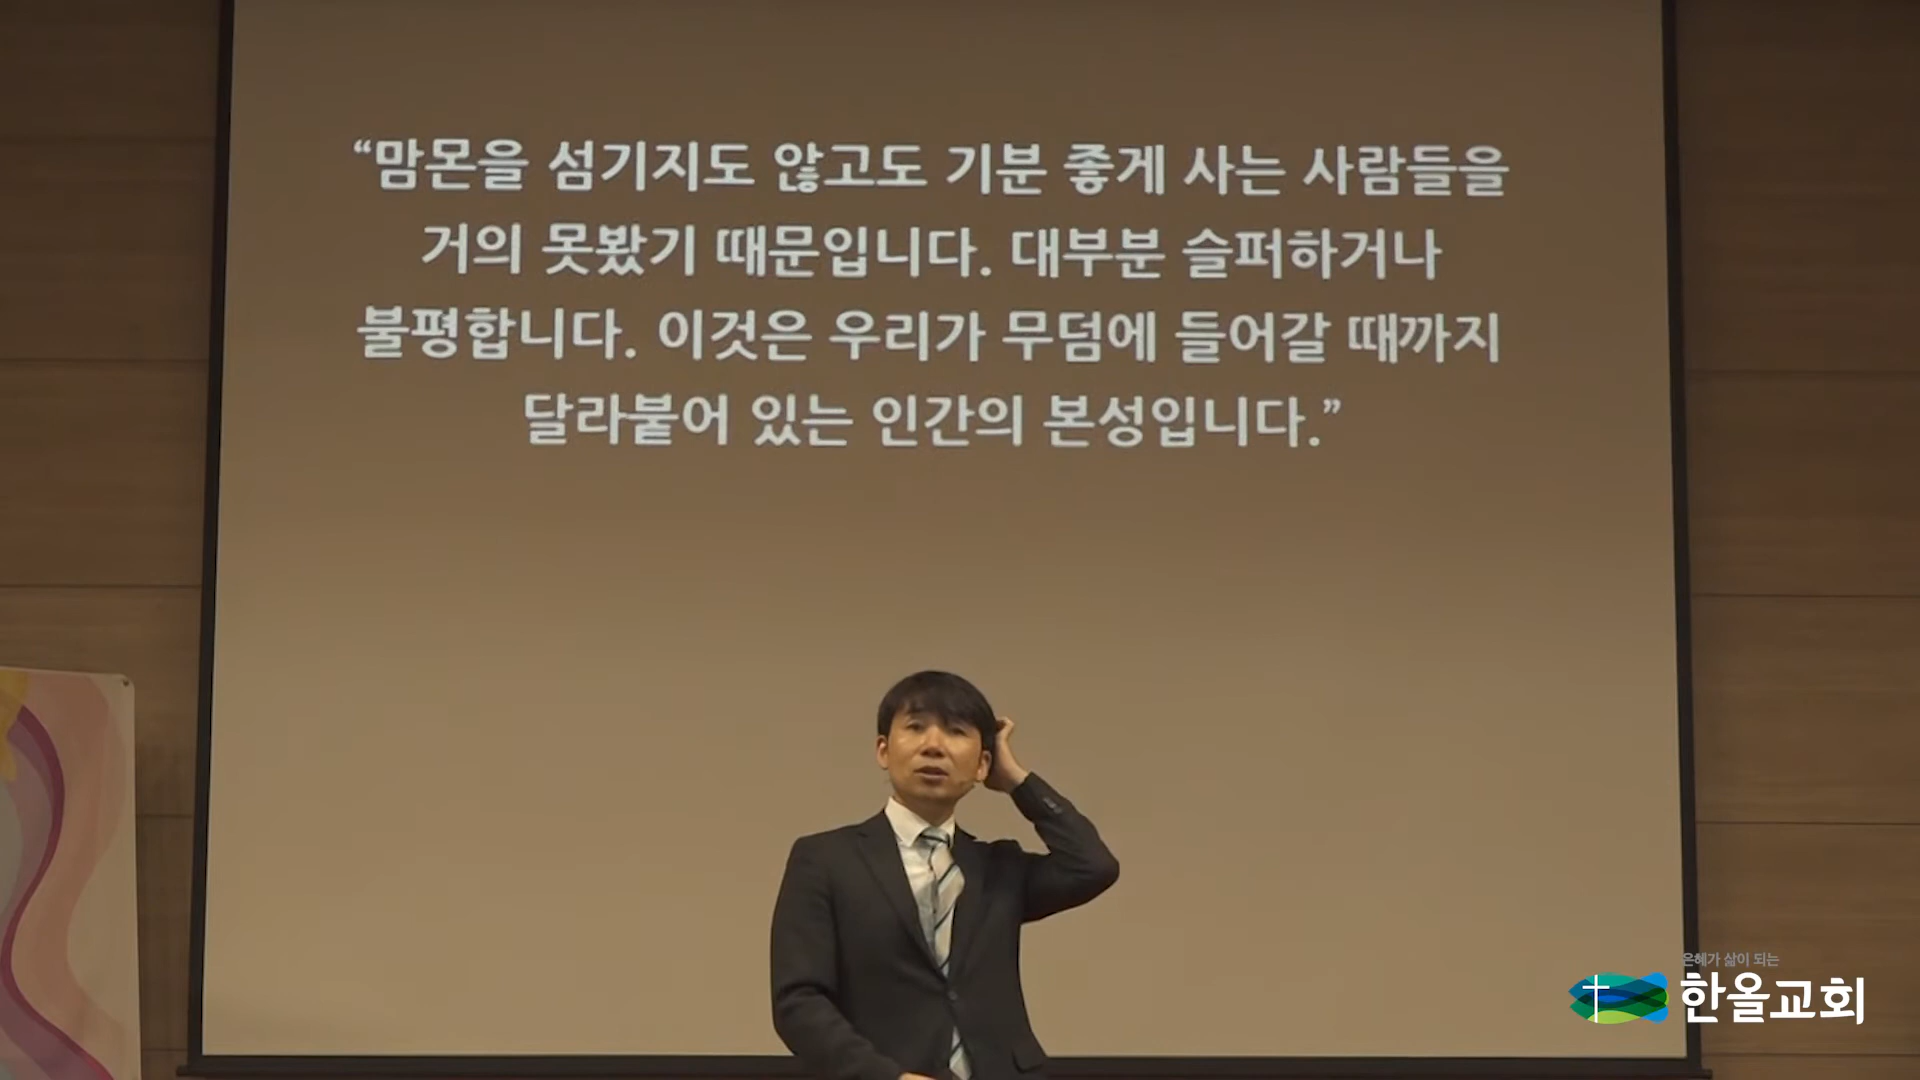 “맘몬을 섬기지도 않고도 기분 좋게 사는 사람들을
거의 못봤기 때문입니다. 대부분 슬퍼하거나
불평합니다. 이것은 우리가 무덤에 들어갈 때까지
달라붙어 있는 인간의 본성입니다.”
은혜가 삶이 되는
한올교회